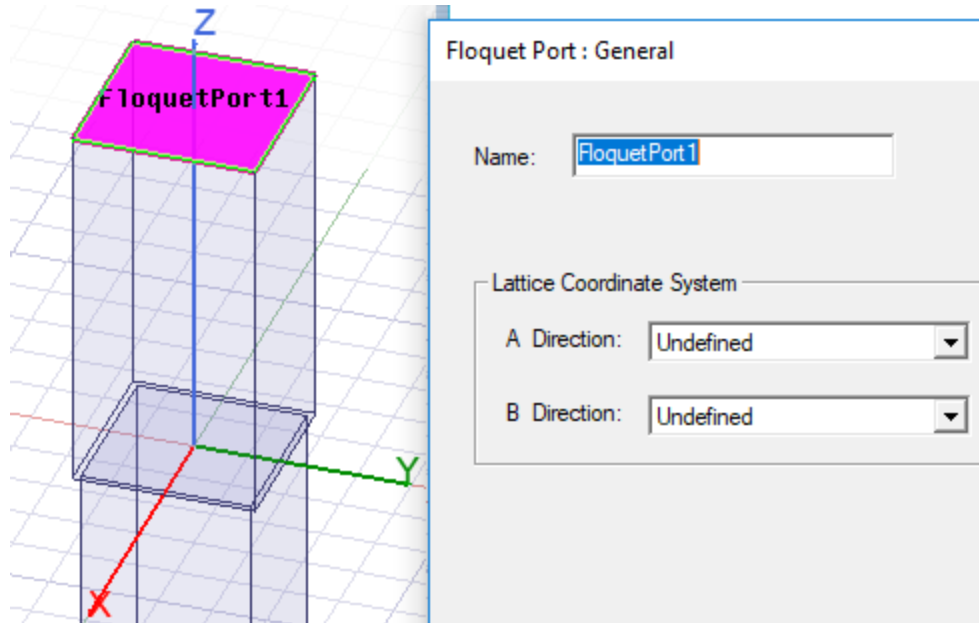 Z
FloquetPort1
Y
X
Floquet Port : General
Name:
FloquetPort1
Lattice Coordinate System
A Direction:
Undefined
B Direction:
Undefined